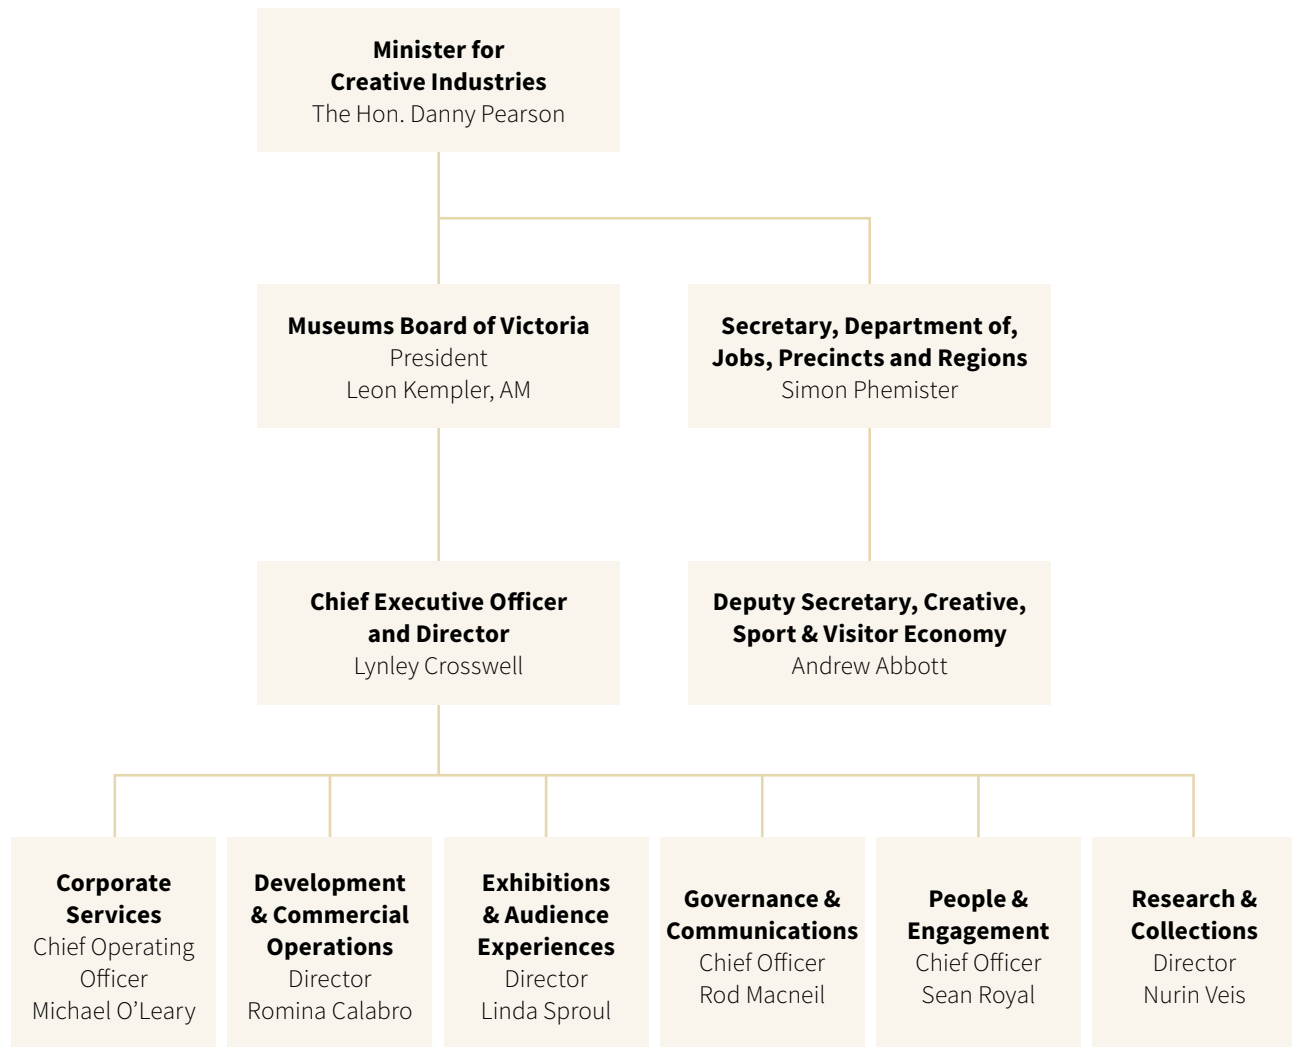 Minister for
Creative Industries
The Hon. Danny Pearson
Museums Board of Victoria
President
Leon Kempler, AM
Secretary, Department of,
Jobs, Precincts and Regions
Simon Phemister
Chief Executive Officer
and Director
Lynley Crosswell
Deputy Secretary, Creative,
Sport & Visitor Economy
Andrew Abbott
Corporate
Services
Chief Operating
Officer
Michael O’Leary
Development
& Commercial
Operations
Director
Romina Calabro
Exhibitions
& Audience
Experiences
Director
Linda Sproul
Governance &
Communications
Chief Officer
Rod Macneil
People &
Engagement
Chief Officer
Sean Royal
Research &
Collections
Director
Nurin Veis